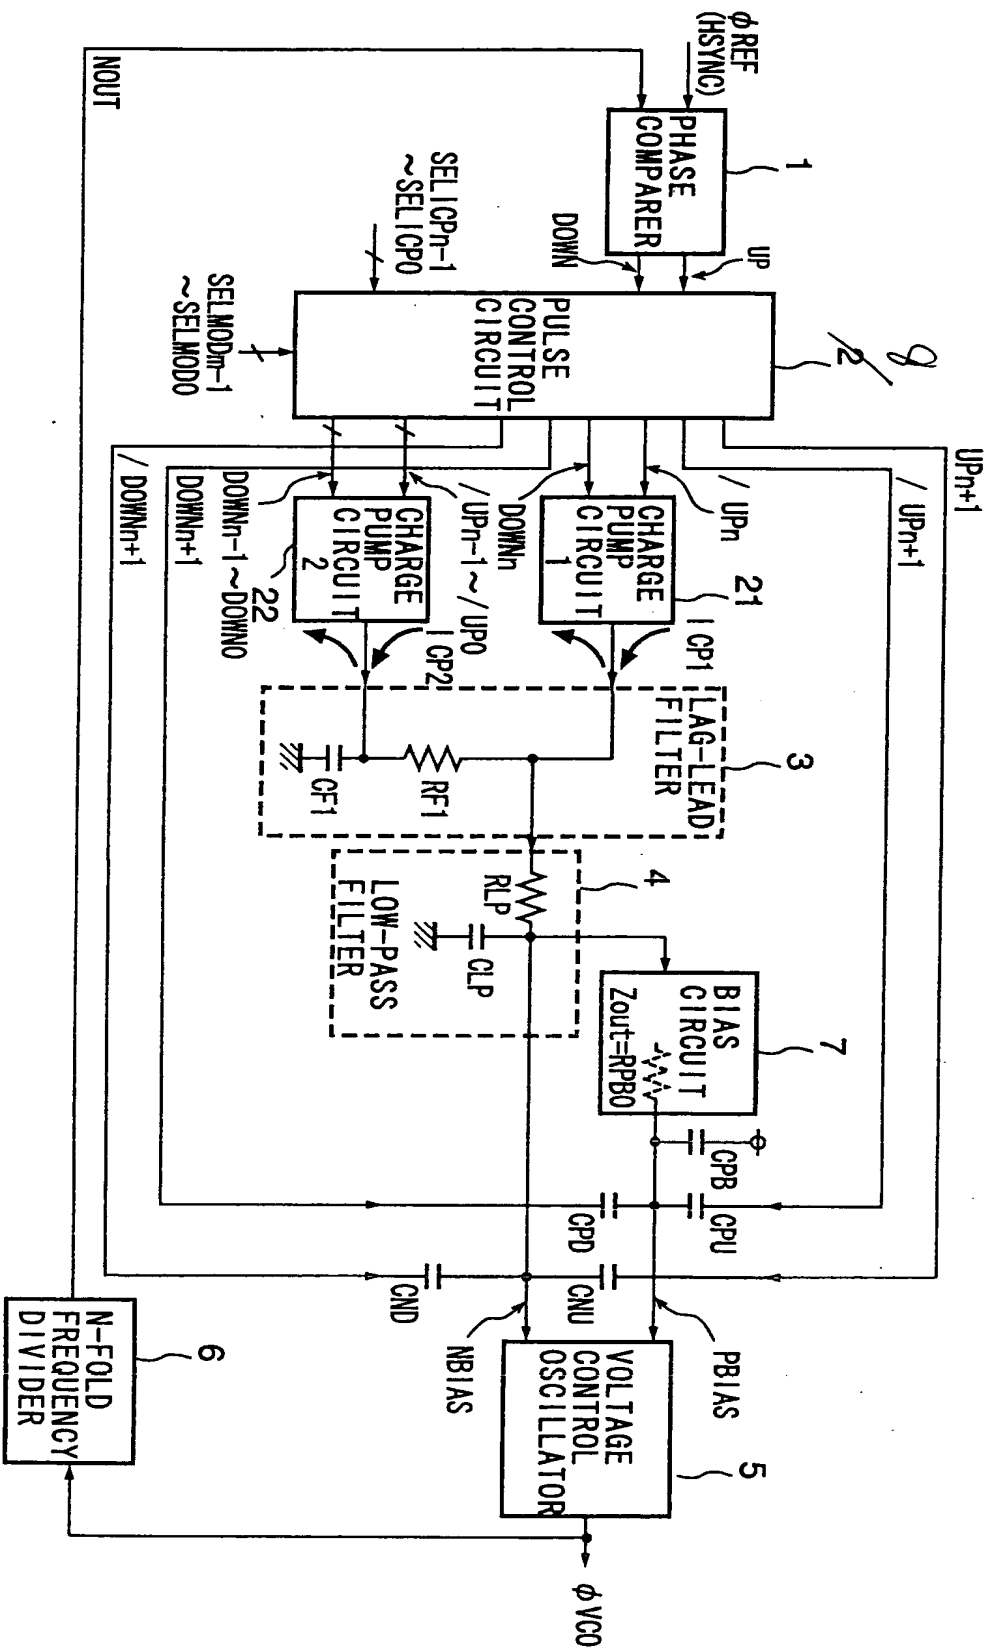 φREF
(HSYNC)
NOUT
1
PHASE
COMPARER
UP
DOWN
SELICPn-1
~SELICP0
SELMODm-1
~SELMOD0
8
2
PULSE
CONTROL
CIRCUIT
UPn+1
/UPn+1
/UPn
DOWNn
/UPn-1~/UP0
DOWNn-1~DOWN0
DOWNn+1
/DOWNn+1
21
CHARGE
PUMP
CIRCUIT
1
22
CHARGE
PUMP
CIRCUIT
2
ICP1
ICP2
3
LAG-LEAD
FILTER
RF1
CF1
4
RLP
CLP
LOW-PASS
FILTER
7
BIAS
CIRCUIT
Zout=RPBO
CPB
CPU
CPD
CNU
CND
PBIAS
NBIAS
5
VOLTAGE
CONTROL
OSCILLATOR
φVCO
6
N-FOLD
FREQUENCY
DIVIDER